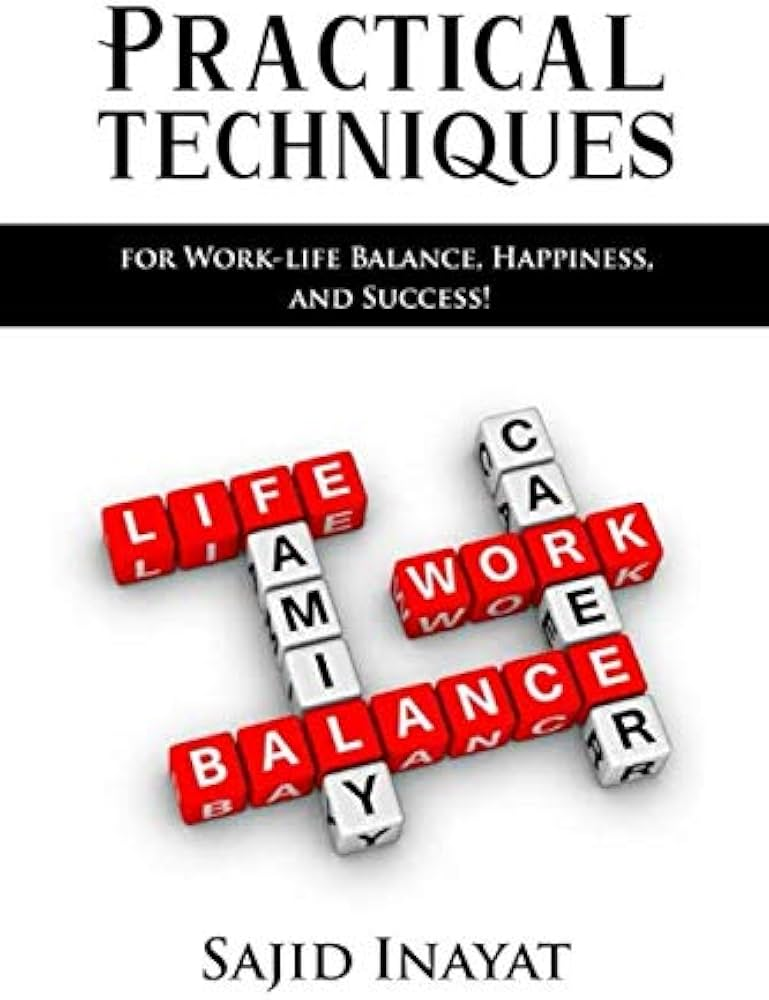 PRACTICAL
TECHNIQUES
FOR WORK-LIFE BALANCE, HAPPINESS,
AND SUCCESS!
LIFE
FAMILY
CAREER
WORK
BALANCE
SAJID INAYAT